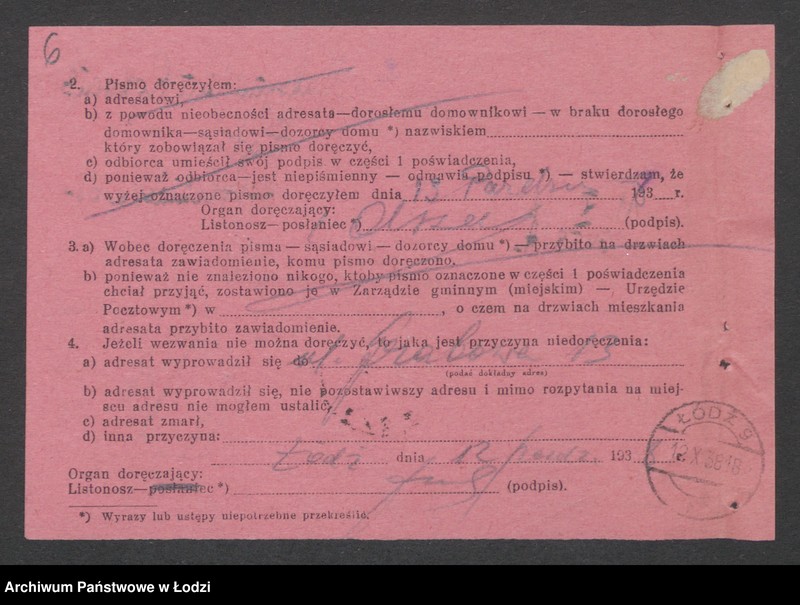 6
2. Pismo doręczyłem:
a) adresatowi,
b) z powodu nieobecności adresata—dorosłemu domownikowi — w braku dorosłego
domownika—sąsiadowi—dozorcy domu *) nazwiskiem
który zobowiązał się pismo doręczyć,
c) odbiorca umieścił swój podpis w części 1 poświadczenia,
d) ponieważ odbiorca—jest niepiśmienny — odmawia podpisu *) — stwierdzam, że
wyżej oznaczone pismo doręczyłem dnia 13 193 8 r.
Organ doręczający:
Listonosz— posłaniec *) (podpis).
3. a) Wobec doręczenia pisma — sąsiadowi — dozorcy domu *) — przybito na drzwiach
adresata zawiadomienie, komu pismo doręczono.
b) ponieważ nie znaleziono nikogo, ktoby pismo oznaczone w części 1 poświadczenia
chciał przyjąć, zostawiono je w Zarządzie gminnym (miejskim) — Urzędzie
Pocztowym *) w , o czem na drzwiach mieszkania
adresata przybito zawiadomienie.
4. Jeżeli wezwania nie można doręczyć, to jaka jest przyczyna niedoręczenia:
a) adresat wyprowadził się do ul. 13
(podać dokładny adres)
b) adresat wyprowadził się, nie pozostawiwszy adresu i mimo rozpytania na miej-
scu adresu nie mogłem ustalić,
c) adresat zmarł,
d) inna przyczyna:
Łódź dnia 12 paźdz. 193 r.
Organ doręczający:
Listonosz—posłaniec *) (podpis).
*) Wyrazy lub ustępy niepotrzebne przekreślić.
ŁÓDŹ 9
Archiwum Państwowe w Łodzi